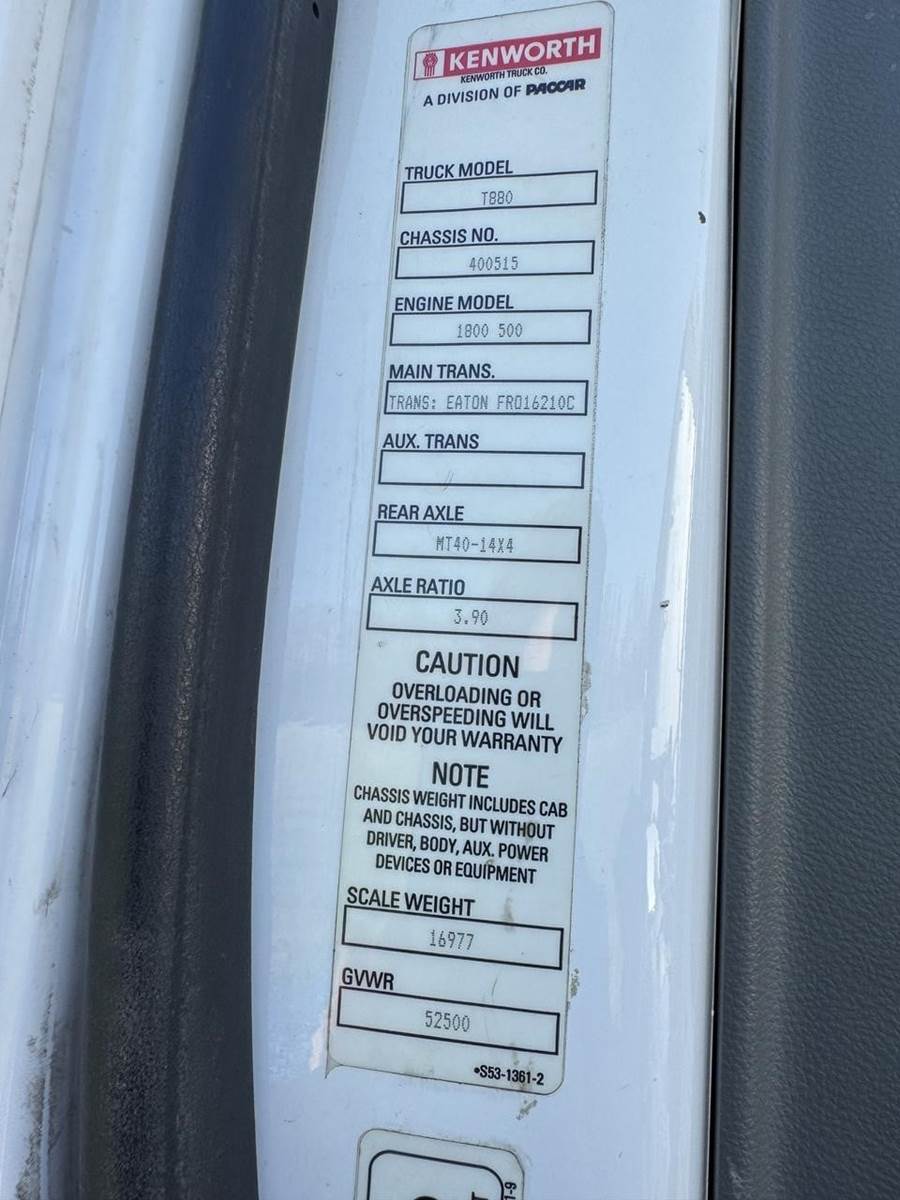 KENWORTH
KENWORTH TRUCK CO.
A DIVISION OF PACCAR
TRUCK MODEL
T880
CHASSIS NO.
400515
ENGINE MODEL
1800 500
MAIN TRANS.
TRANS: EATON FRO16210C
AUX. TRANS
REAR AXLE
MT40-14X4
AXLE RATIO
3.90
CAUTION
OVERLOADING OR
OVERSPEEDING WILL
VOID YOUR WARRANTY
NOTE
CHASSIS WEIGHT INCLUDES CAB
AND CHASSIS, BUT WITHOUT
DRIVER, BODY, AUX. POWER
DEVICES OR EQUIPMENT
SCALE WEIGHT
16977
GVWR
52500
•S53-1361-2